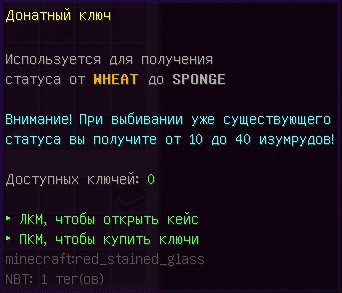 Донатный ключ
Используется для получения
статуса от WHEAT до SPONGE
Внимание! При выбивании уже существующего
статуса вы получите от 10 до 40 изумрудов!
Доступных ключей: 0
▸ ЛКМ, чтобы открыть кейс
▸ ПКМ, чтобы купить ключи
minecraft:red_stained_glass
NBT: 1 тег(ов)